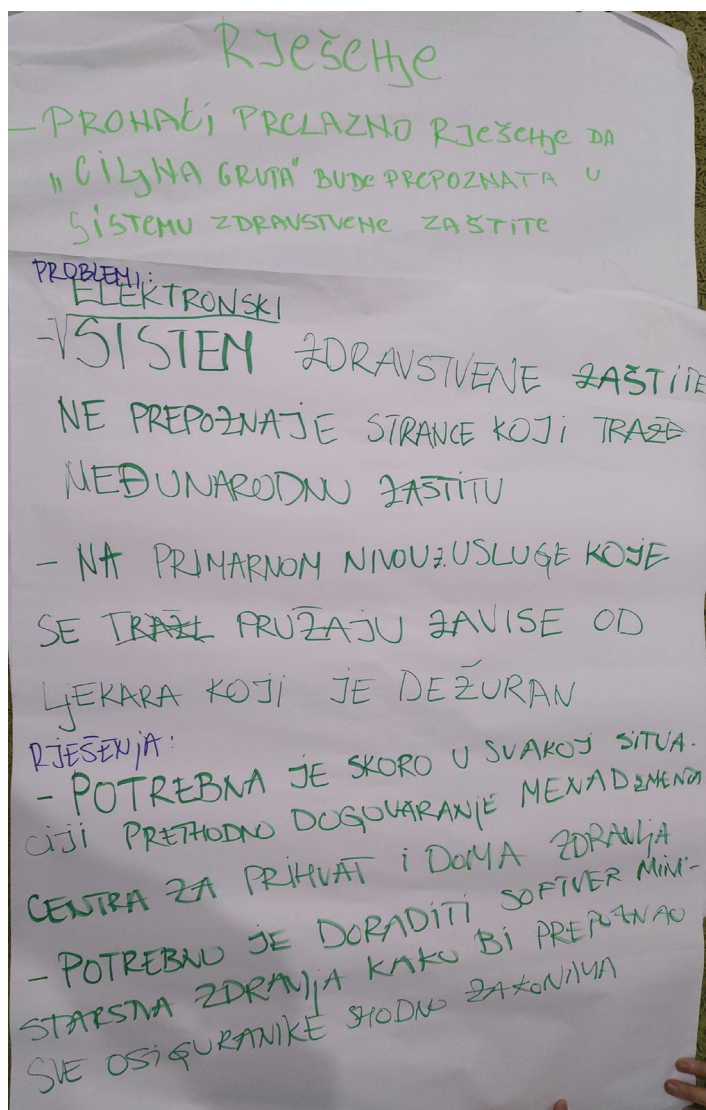 RJEŠENJE
- PRONAĆI PRELAZNO RJEŠENJE DA
"CILJNA GRUPA" BUDE PREPOZNATA U
SISTEMU ZDRAVSTVENE ZAŠTITE
PROBLEMI:
ELEKTRONSKI
- SISTEM ZDRAVSTVENE ZAŠTITE
NE PREPOZNAJE STRANCE KOJI TRAŽE
MEĐUNARODNU ZAŠTITU
- NA PRIMARNOM NIVOU USLUGE KOJE
SE TRAŽE PRUŽAJU ZAVISE OD
LJEKARA KOJI JE DEŽURAN
RJEŠENJA:
- POTREBNA JE SKORO U SVAKOJ SITUA-
CIJI PRETHODNO DOGOVARANJE MENADŽMENTA
CENTRA ZA PRIHVAT I DOMA ZDRAVLJA
- POTREBNO JE DORADITI SOFTVER MINI-
STARSTVA ZDRAVLJA KAKO BI PREPOZNAO
SVE OSIGURANIKE SHODNO ZAKONIMA